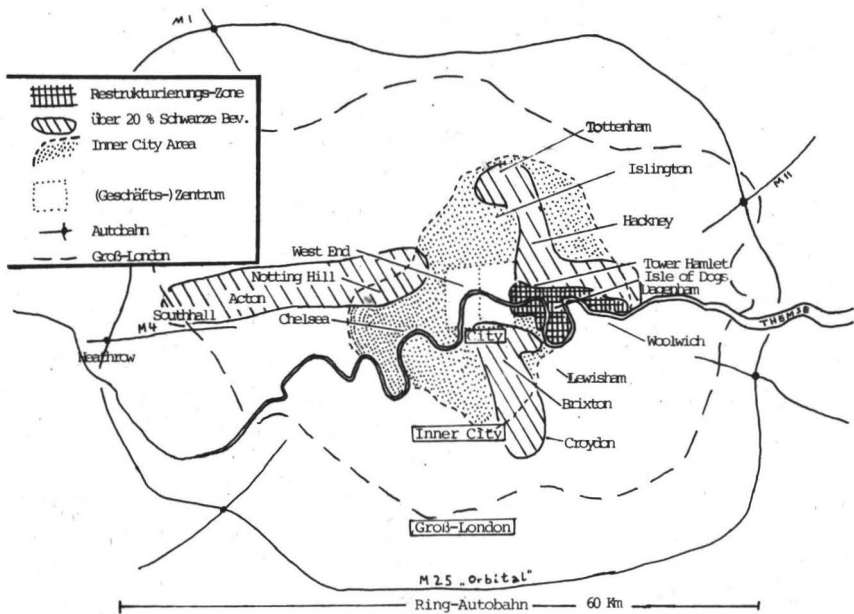 M1
Restrukturierungs-Zone
über 20 % Schwarze Bev.
Inner City Area
(Geschäfts-)Zentrum
Autobahn
Groß-London
Tottenham
Islington
M11
Hackney
West End
Notting Hill
Tower Hamlet
Isle of Dogs
Dagenham
Acton
Southhall
Chelsea
THEMSE
M4
City
Woolwich
Heathrow
Lewisham
Brixton
Inner City
Croydon
Groß-London
M25 „Orbital"
Ring-Autobahn 60 Km